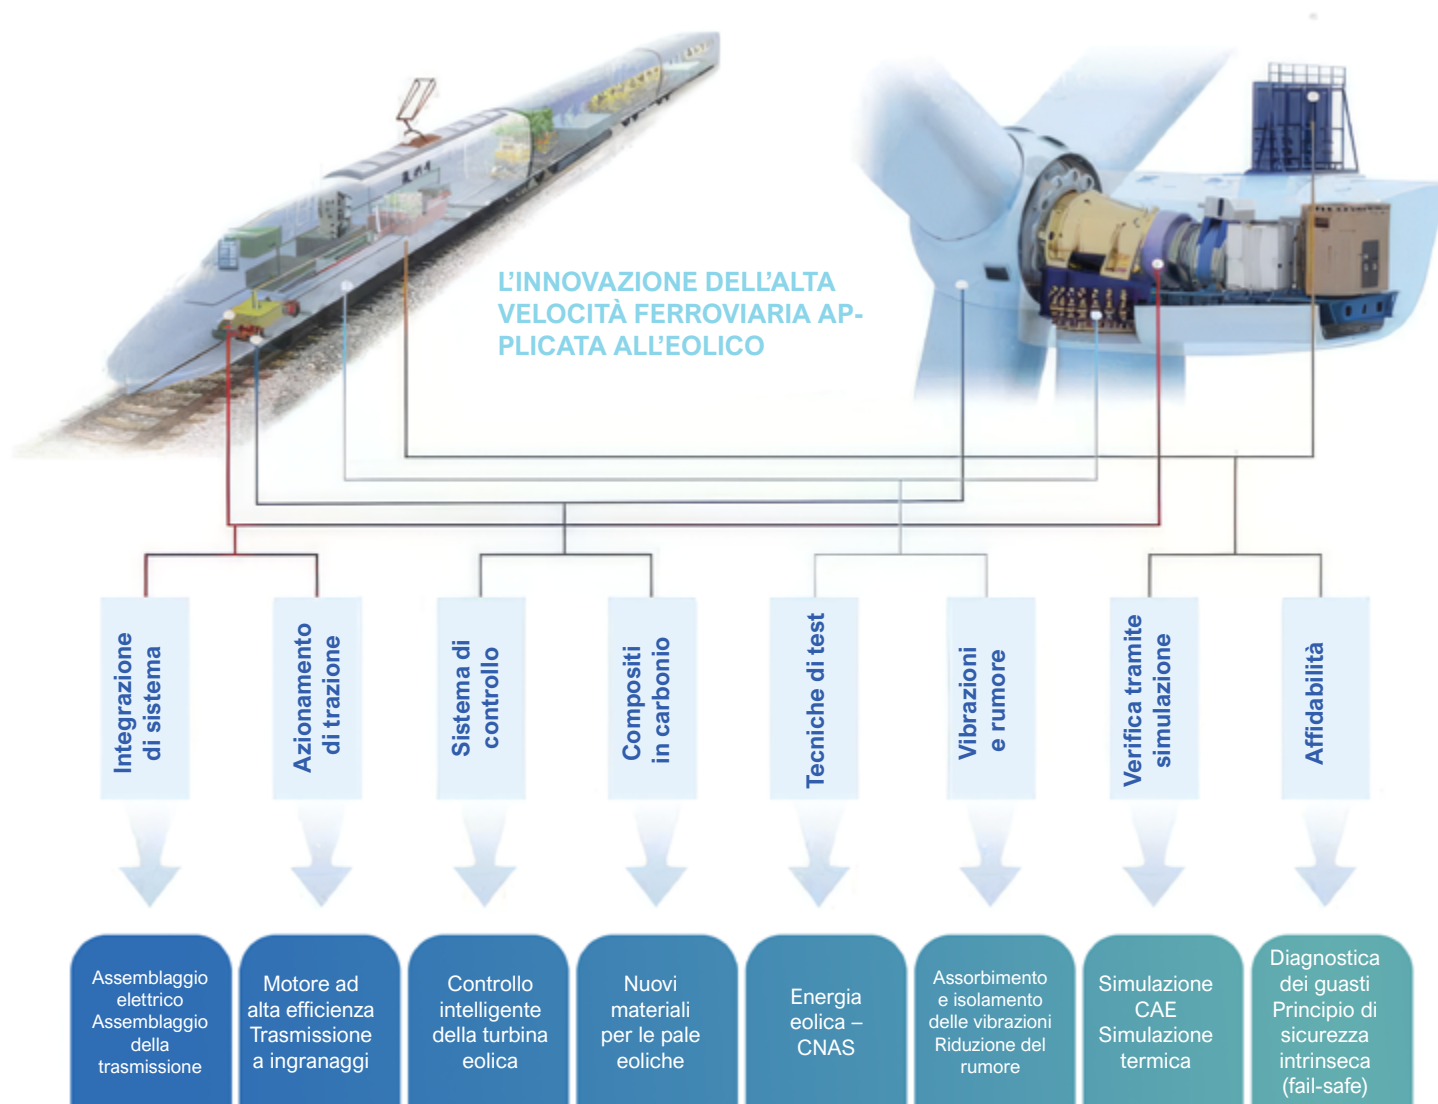 L'INNOVAZIONE DELL'ALTA
VELOCITÀ FERROVIARIA AP-
PLICATA ALL'EOLICO
Integrazione
di sistema
Azionamento
di trazione
Sistema di
controllo
Compositi
in carbonio
Tecniche di test
Vibrazioni
e rumore
Verifica tramite
simulazione
Affidabilità
Assemblaggio
elettrico
Assemblaggio
della
trasmissione
Motore ad
alta efficienza
Trasmissione
a ingranaggi
Controllo
intelligente
della turbina
eolica
Nuovi
materiali
per le pale
eoliche
Energia
eolica –
CNAS
Assorbimento
e isolamento
delle vibrazioni
Riduzione del
rumore
Simulazione
CAE
Simulazione
termica
Diagnostica
dei guasti
Principio di
sicurezza
intrinseca
(fail-safe)